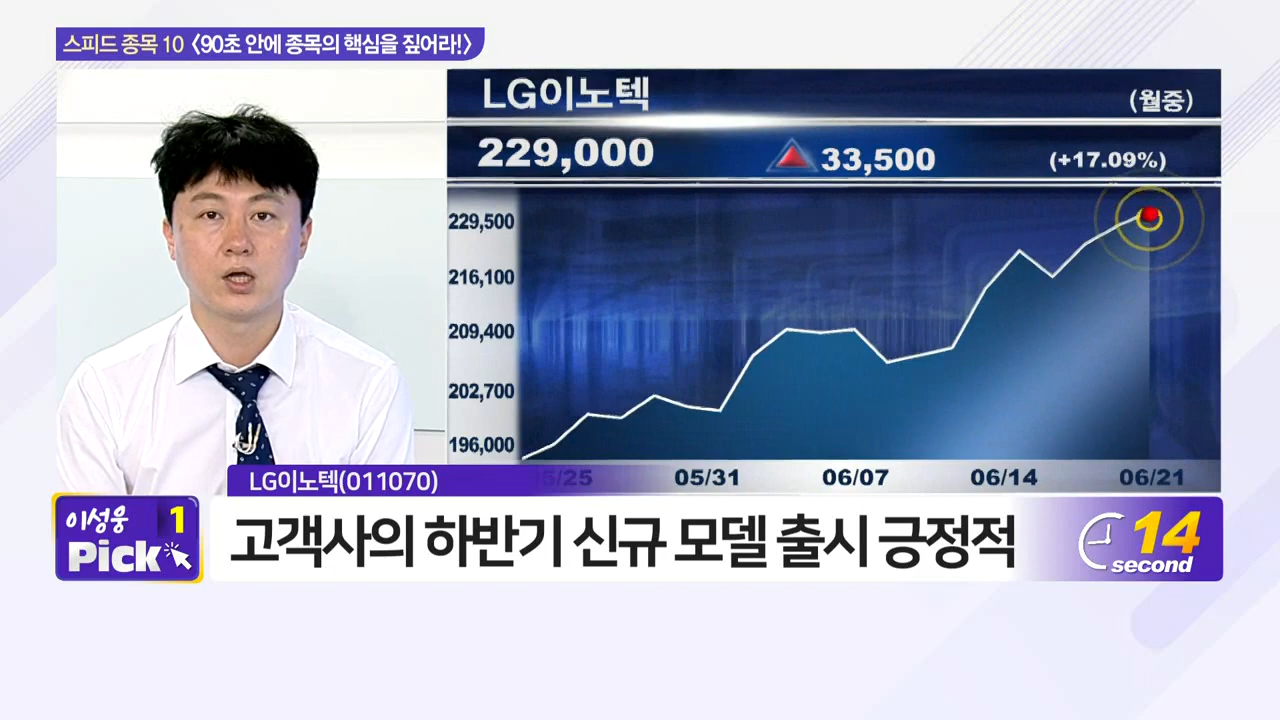 스피드 종목 10 〈90초 안에 종목의 핵심을 짚어라!〉
LG이노텍
(월중)
229,000 ▲ 33,500 (+17.09%)
229,500
216,100
209,400
202,700
196,000
5/25 05/31 06/07 06/14 06/21
LG이노텍(011070)
이성웅 1
Pick
고객사의 하반기 신규 모델 출시 긍정적
14
second